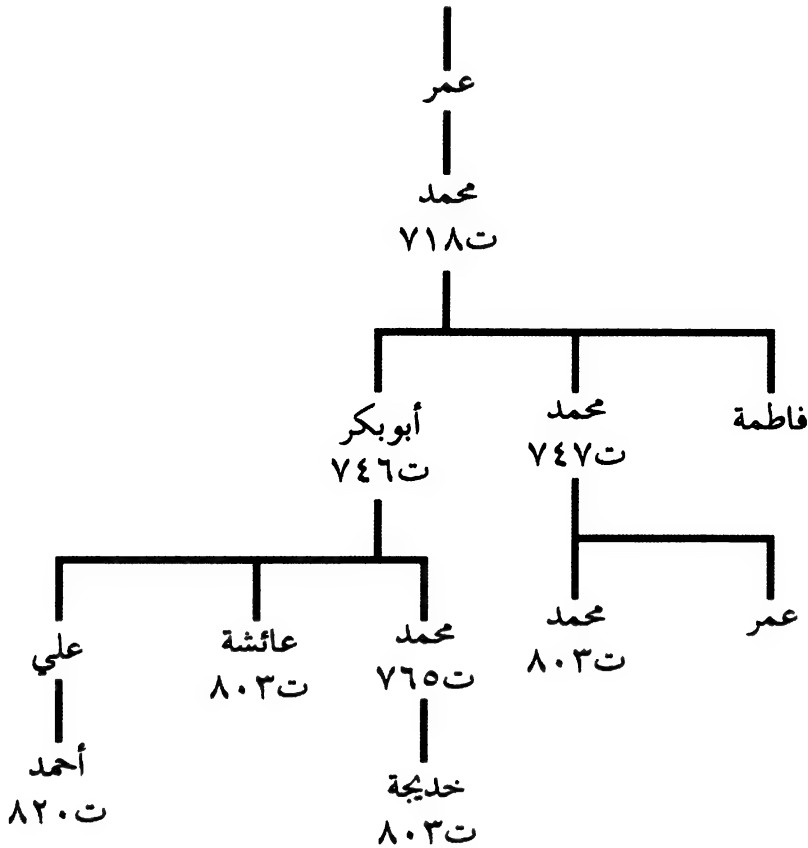 عمر
محمد
ت٧١٨
فاطمة
محمد
ت٧٤٧
أبوبكر
ت٧٤٦
عمر
محمد
ت٨٠٣
محمد
ت٧٦٥
عائشة
ت٨٠٣
علي
خديجة
ت٨٠٣
أحمد
ت٨٢٠